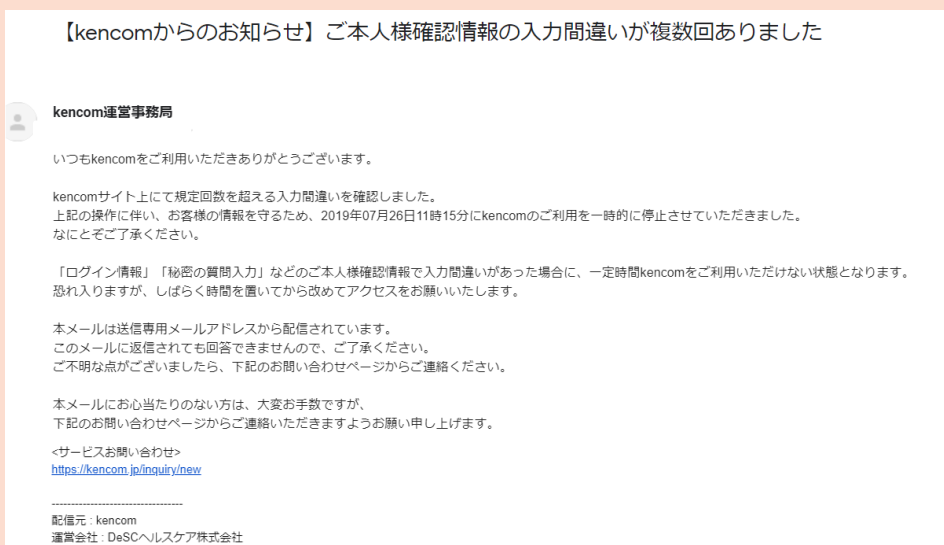 【kencomからのお知らせ】ご本人様確認情報の入力間違いが複数回ありました
kencom運営事務局
いつもkencomをご利用いただきありがとうございます。
kencomサイト上にて規定回数を超える入力間違いを確認しました。
上記の操作に伴い、お客様の情報を守るため、2019年07月26日11時15分にkencomのご利用を一時的に停止させていただきました。
なにとぞご了承ください。
「ログイン情報」「秘密の質問入力」などのご本人様確認情報で入力間違いがあった場合に、一定時間kencomをご利用いただけない状態となります。
恐れ入りますが、しばらく時間を置いてから改めてアクセスをお願いいたします。
本メールは送信専用メールアドレスから配信されています。
このメールに返信されても回答できませんので、ご了承ください。
ご不明な点がございましたら、下記のお問い合わせページからご連絡ください。
本メールにお心当たりのない方は、大変お手数ですが、
下記のお問い合わせページからご連絡いただきますようお願い申し上げます。
<サービスお問い合わせ>
https://kencom.jp/inquiry/new
---------------------------------
配信元 : kencom
運営会社 : DeSCヘルスケア株式会社